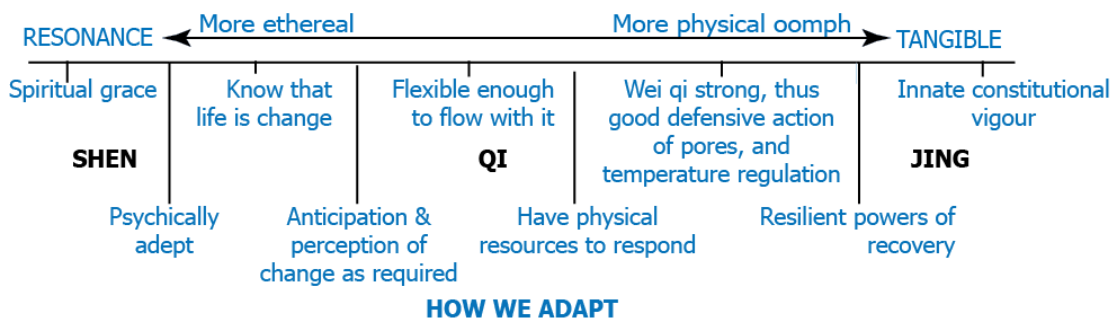 More ethereal
More physical oomph
RESONANCE
TANGIBLE
Spiritual grace
Know that
life is change
Flexible enough
to flow with it
Wei qi strong, thus
good defensive action
of pores, and
temperature regulation
Innate constitutional
vigour
SHEN
QI
JING
Psychically
adept
Anticipation &
perception of
change as required
Have physical
resources to respond
Resilient powers of
recovery
HOW WE ADAPT